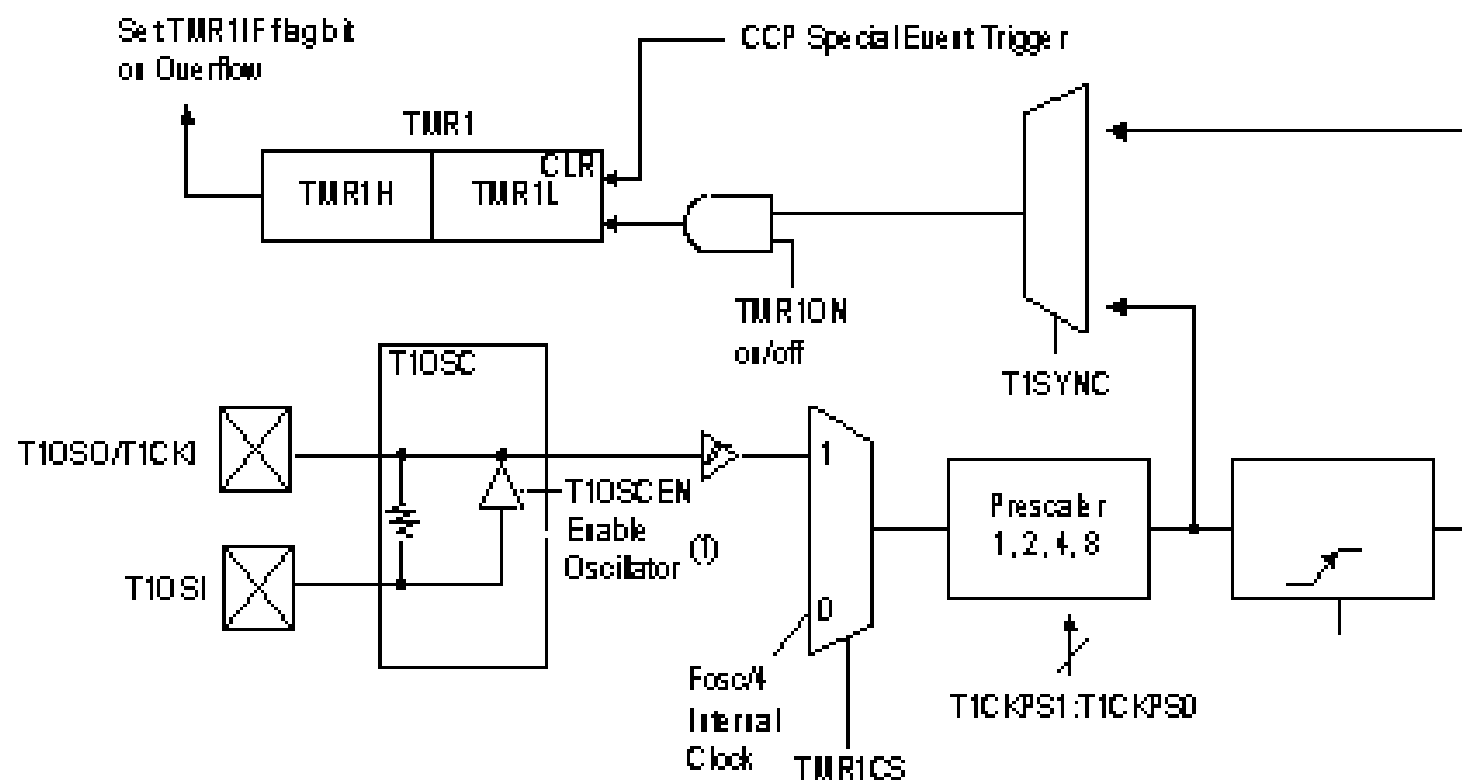 Set TMR1IF flag bit
on Overflow
CCP Special Event Trigger
TMR1
CLR
TMR1H
TMR1L
TMR1ON
on/off
T1SYNC
T1OSC
T1OSO/T1CKI
1
T1OSCEN
Enable
Oscillator (1)
Prescaler
1, 2, 4, 8
T1OSI
0
Fosc/4
Internal
Clock
T1CKPS1:T1CKPS0
TMR1CS